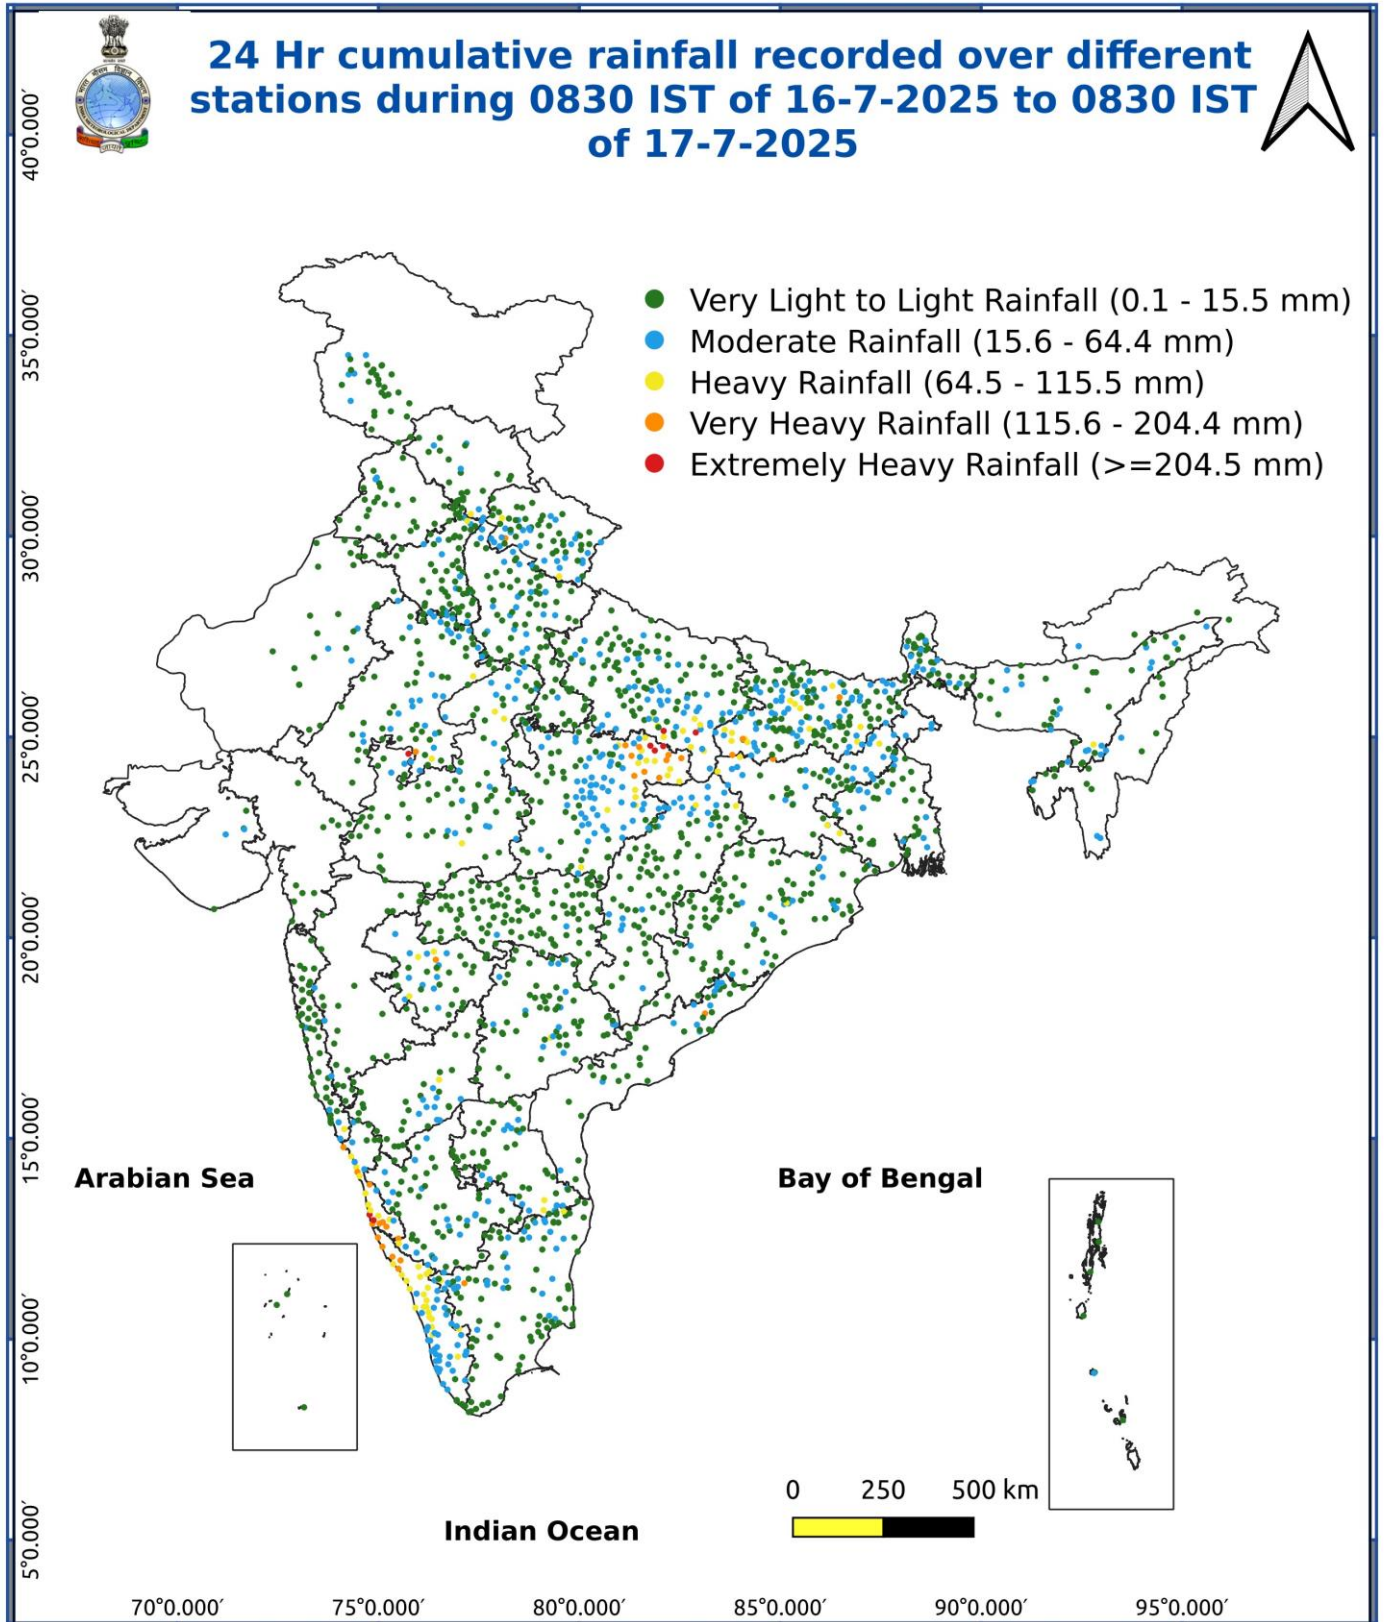 24 Hr cumulative rainfall recorded over different
stations during 0830 IST of 16-7-2025 to 0830 IST
of 17-7-2025
40°0.000′
35°0.000′
30°0.000′
25°0.000′
20°0.000′
15°0.000′
10°0.000′
5°0.000′
Very Light to Light Rainfall (0.1 - 15.5 mm)
Moderate Rainfall (15.6 - 64.4 mm)
Heavy Rainfall (64.5 - 115.5 mm)
Very Heavy Rainfall (115.6 - 204.4 mm)
Extremely Heavy Rainfall (>=204.5 mm)
Arabian Sea
Bay of Bengal
Indian Ocean
0 250 500 km
70°0.000′ 75°0.000′ 80°0.000′ 85°0.000′ 90°0.000′ 95°0.000′